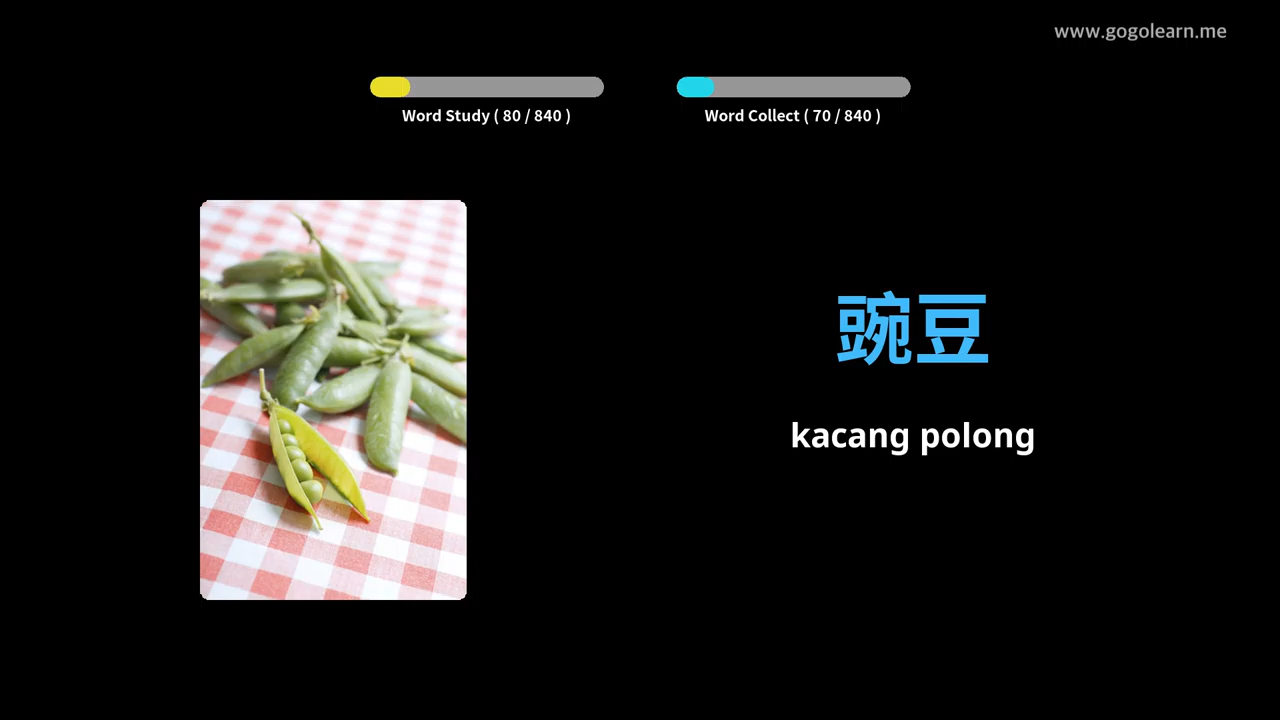 www.gogolearn.me
Word Study ( 80 / 840 )
Word Collect ( 70 / 840 )
豌豆
kacang polong